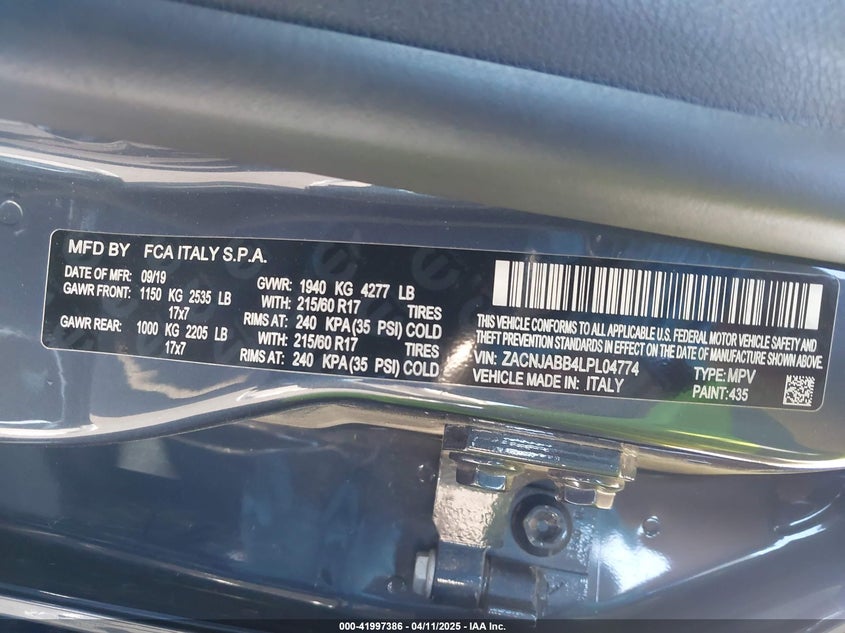 MFD BY FCA ITALY S.P.A.
DATE OF MFR: 09/19 GVWR: 1940 KG 4277 LB
GAWR FRONT: 1150 KG 2535 LB WITH: 215/60 R17 TIRES
17x7 RIMS AT: 240 KPA(35 PSI) COLD
GAWR REAR: 1000 KG 2205 LB WITH: 215/60 R17 TIRES
17x7 RIMS AT: 240 KPA(35 PSI) COLD
THIS VEHICLE CONFORMS TO ALL APPLICABLE U.S. FEDERAL MOTOR VEHICLE SAFETY AND
THEFT PREVENTION STANDARDS IN EFFECT ON THE DATE OF MANUFACTURE SHOWN ABOVE.
VIN: ZACNJABB4LPL04774 TYPE: MPV
VEHICLE MADE IN: ITALY PAINT: 435
000-41997386 - 04/11/2025 - IAA Inc.